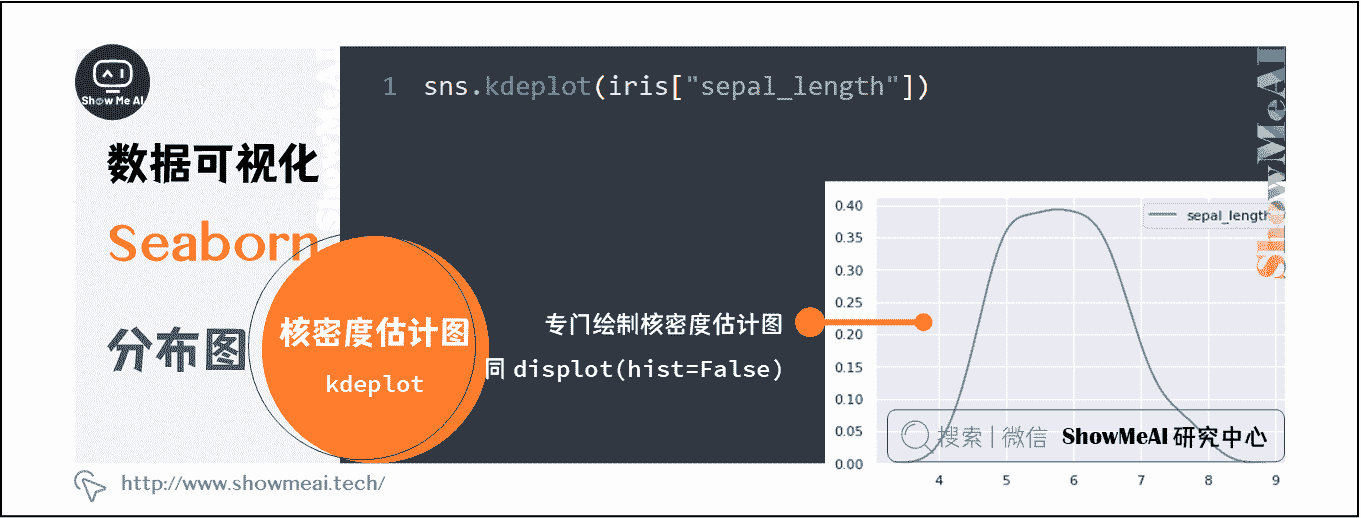 Show Me AI
数据可视化
Seaborn
分布图
核密度估计图
kdeplot
1 sns.kdeplot(iris["sepal_length"])
专门绘制核密度估计图
同 displot(hist=False)
ShowMeAI
sepal_length
0.40
0.35
0.30
0.25
0.20
0.15
0.10
0.05
0.00
4 5 6 7 8 9
搜索 | 微信 ShowMeAI 研究中心
http://www.showmeai.tech/
ShowMeAI